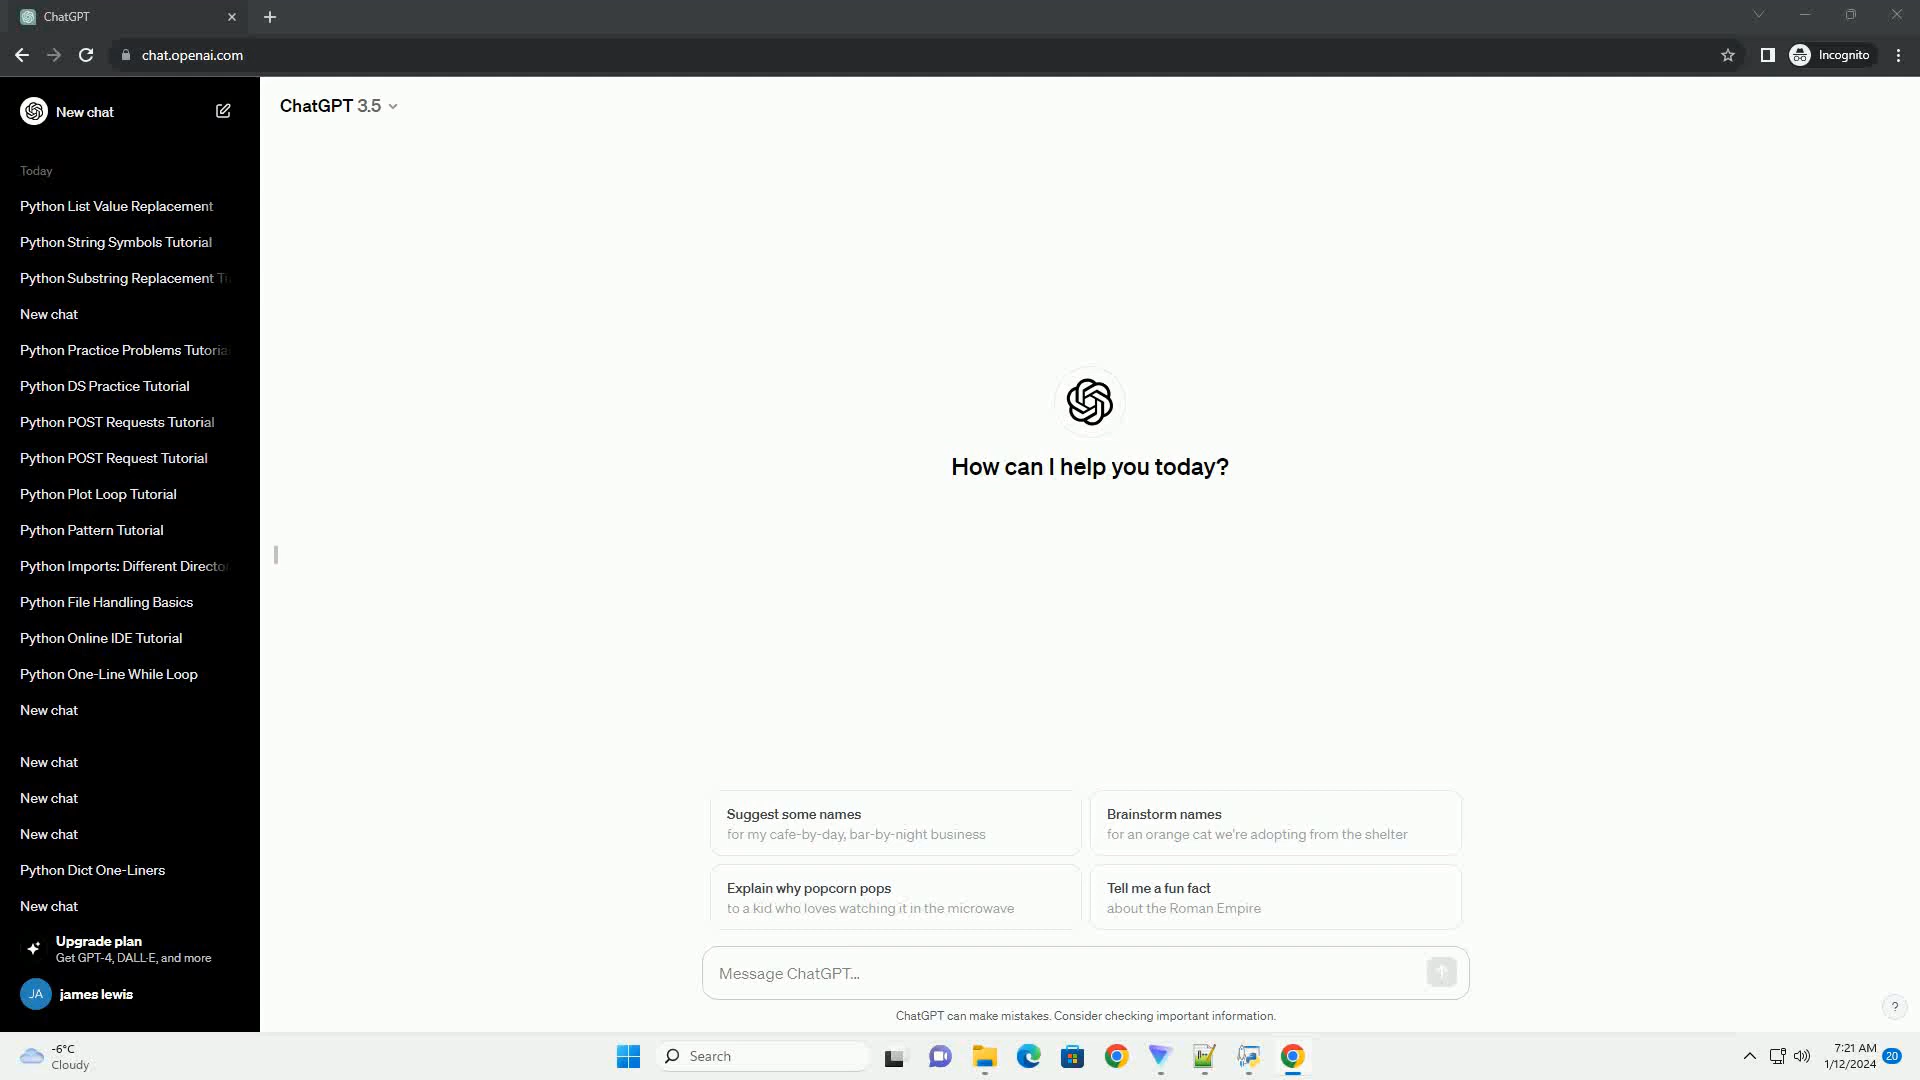 ChatGPT
chat.openai.com
Incognito
New chat
ChatGPT 3.5
Today
Python List Value Replacement
Python String Symbols Tutorial
Python Substring Replacement
New chat
Python Practice Problems Tutoria
Python DS Practice Tutorial
Python POST Requests Tutorial
Python POST Request Tutorial
Python Plot Loop Tutorial
Python Pattern Tutorial
Python Imports: Different Directo
Python File Handling Basics
Python Online IDE Tutorial
Python One-Line While Loop
New chat
New chat
New chat
New chat
Python Dict One-Liners
New chat
Upgrade plan
Get GPT-4, DALL·E, and more
JA james lewis
How can I help you today?
Suggest some names
for my cafe-by-day, bar-by-night business
Brainstorm names
for an orange cat we're adopting from the shelter
Explain why popcorn pops
to a kid who loves watching it in the microwave
Tell me a fun fact
about the Roman Empire
Message ChatGPT...
ChatGPT can make mistakes. Consider checking important information.
?
-6°C
Cloudy
Search
7:21 AM
1/12/2024
20